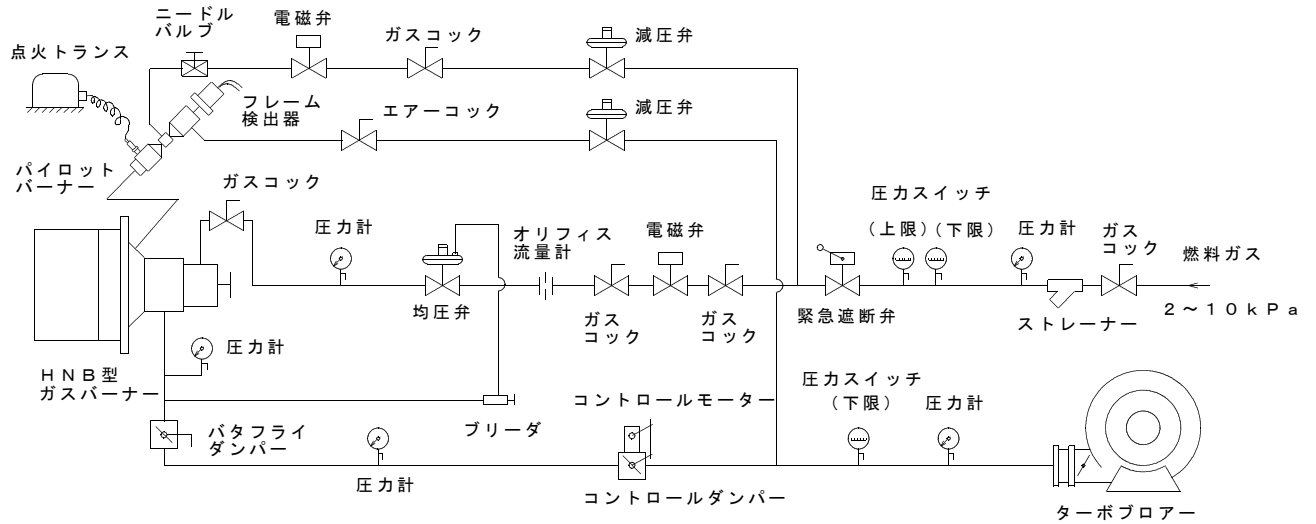 ニードル
バルブ
電磁弁
ガスコック
減圧弁
点火トランス
フレーム
検出器
エアーコック
減圧弁
パイロット
バーナー
ガスコック
圧力計
オリフィス
流量計
電磁弁
圧力スイッチ
(上限)(下限)
圧力計
ガス
コック
燃料ガス
2～10kPa
均圧弁
ガス
コック
ガス
コック
緊急遮断弁
ストレーナー
圧力計
HNB型
ガスバーナー
バタフライ
ダンパー
ブリーダ
コントロールモーター
圧力スイッチ
(下限)
圧力計
圧力計
コントロールダンパー
ターボブロアー